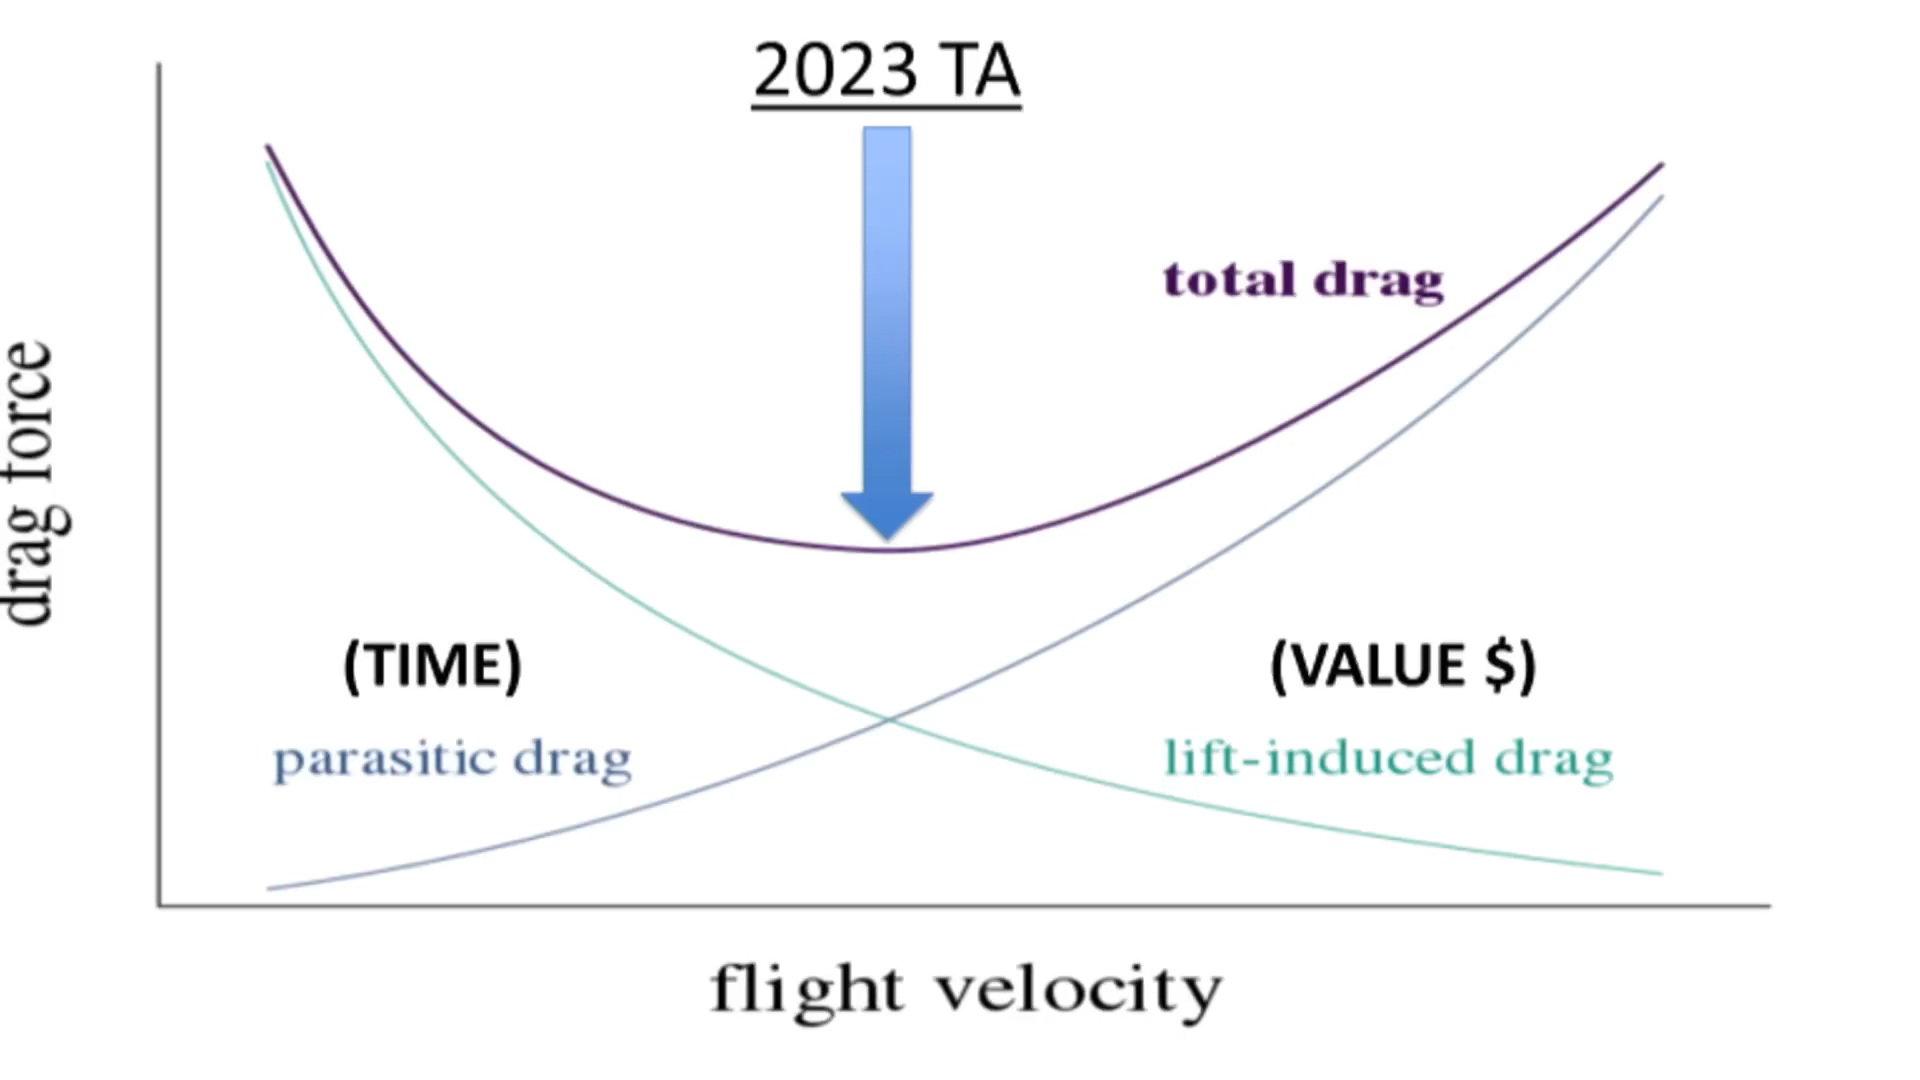 2023 TA
total drag
drag force
(TIME)
(VALUE $)
parasitic drag
lift-induced drag
flight velocity